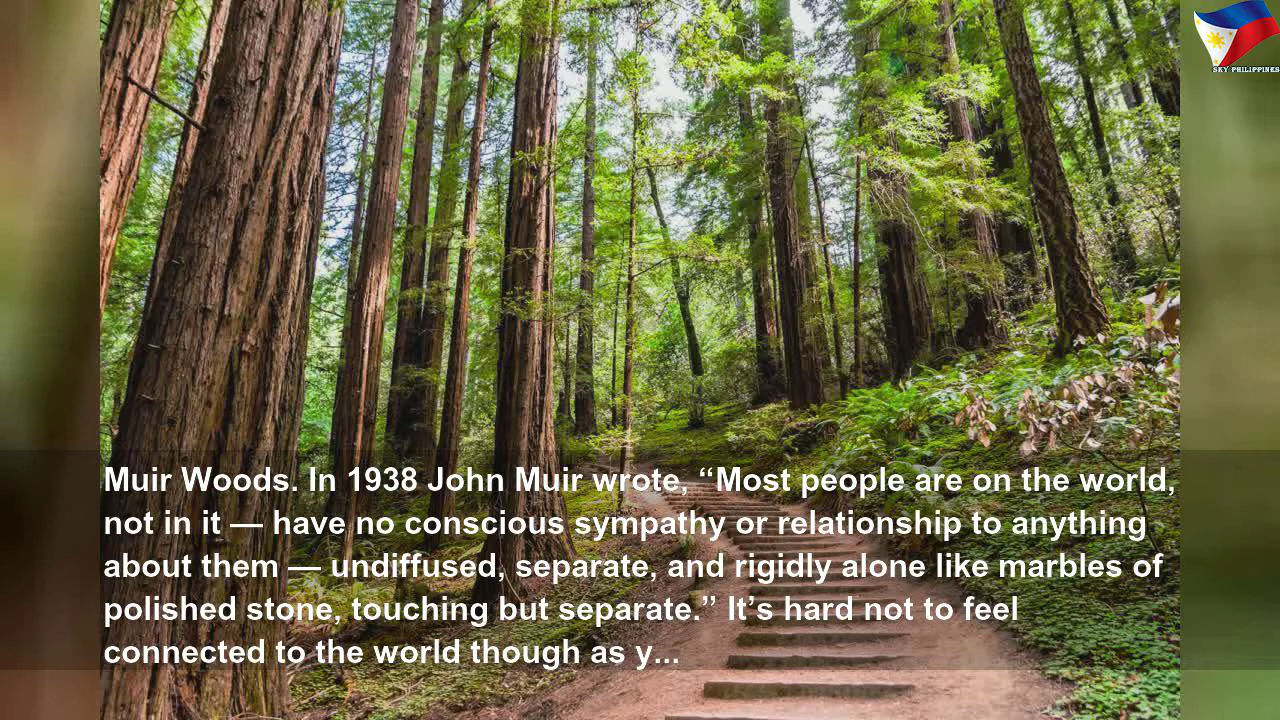 SKY PHILIPPINES
Muir Woods. In 1938 John Muir wrote, “Most people are on the world,
not in it — have no conscious sympathy or relationship to anything
about them — undiffused, separate, and rigidly alone like marbles of
polished stone, touching but separate.” It’s hard not to feel
connected to the world though as y...